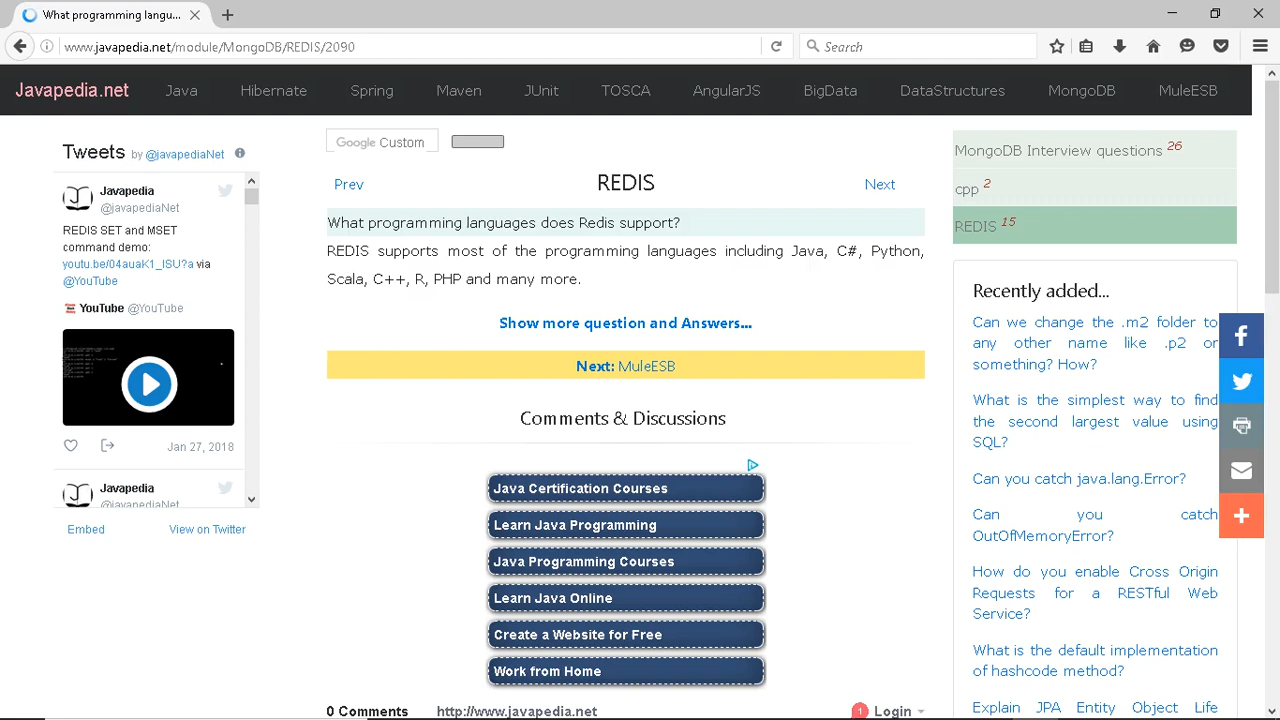 What programming langu...
www.javapedia.net/module/MongoDB/REDIS/2090
Search
Javapedia.net Java Hibernate Spring Maven JUnit TOSCA AngularJS BigData DataStructures MongoDB MuleESB
Tweets by @javapediaNet
Javapedia
@javapediaNet
REDIS SET and MSET
command demo:
youtu.be/04auaK1_ISU?a via
@YouTube
YouTube @YouTube
Jan 27, 2018
Javapedia
@javapediaNet
Embed View on Twitter
Google Custom
Prev REDIS Next
What programming languages does Redis support?
REDIS supports most of the programming languages including Java, C#, Python,
Scala, C++, R, PHP and many more.
Show more question and Answers...
Next: MuleESB
Comments & Discussions
Java Certification Courses
Learn Java Programming
Java Programming Courses
Learn Java Online
Create a Website for Free
Work from Home
0 Comments http://www.javapedia.net 1 Login
MongoDB Interview questions 26
cpp 2
REDIS 15
Recently added...
Can we change the .m2 folder to
any other name like .p2 or
something? How?
What is the simplest way to find
the second largest value using
SQL?
Can you catch java.lang.Error?
Can you catch
OutOfMemoryError?
How do you enable Cross Origin
Requests for a RESTful Web
Service?
What is the default implementation
of hashcode method?
Explain JPA Entity Object Life